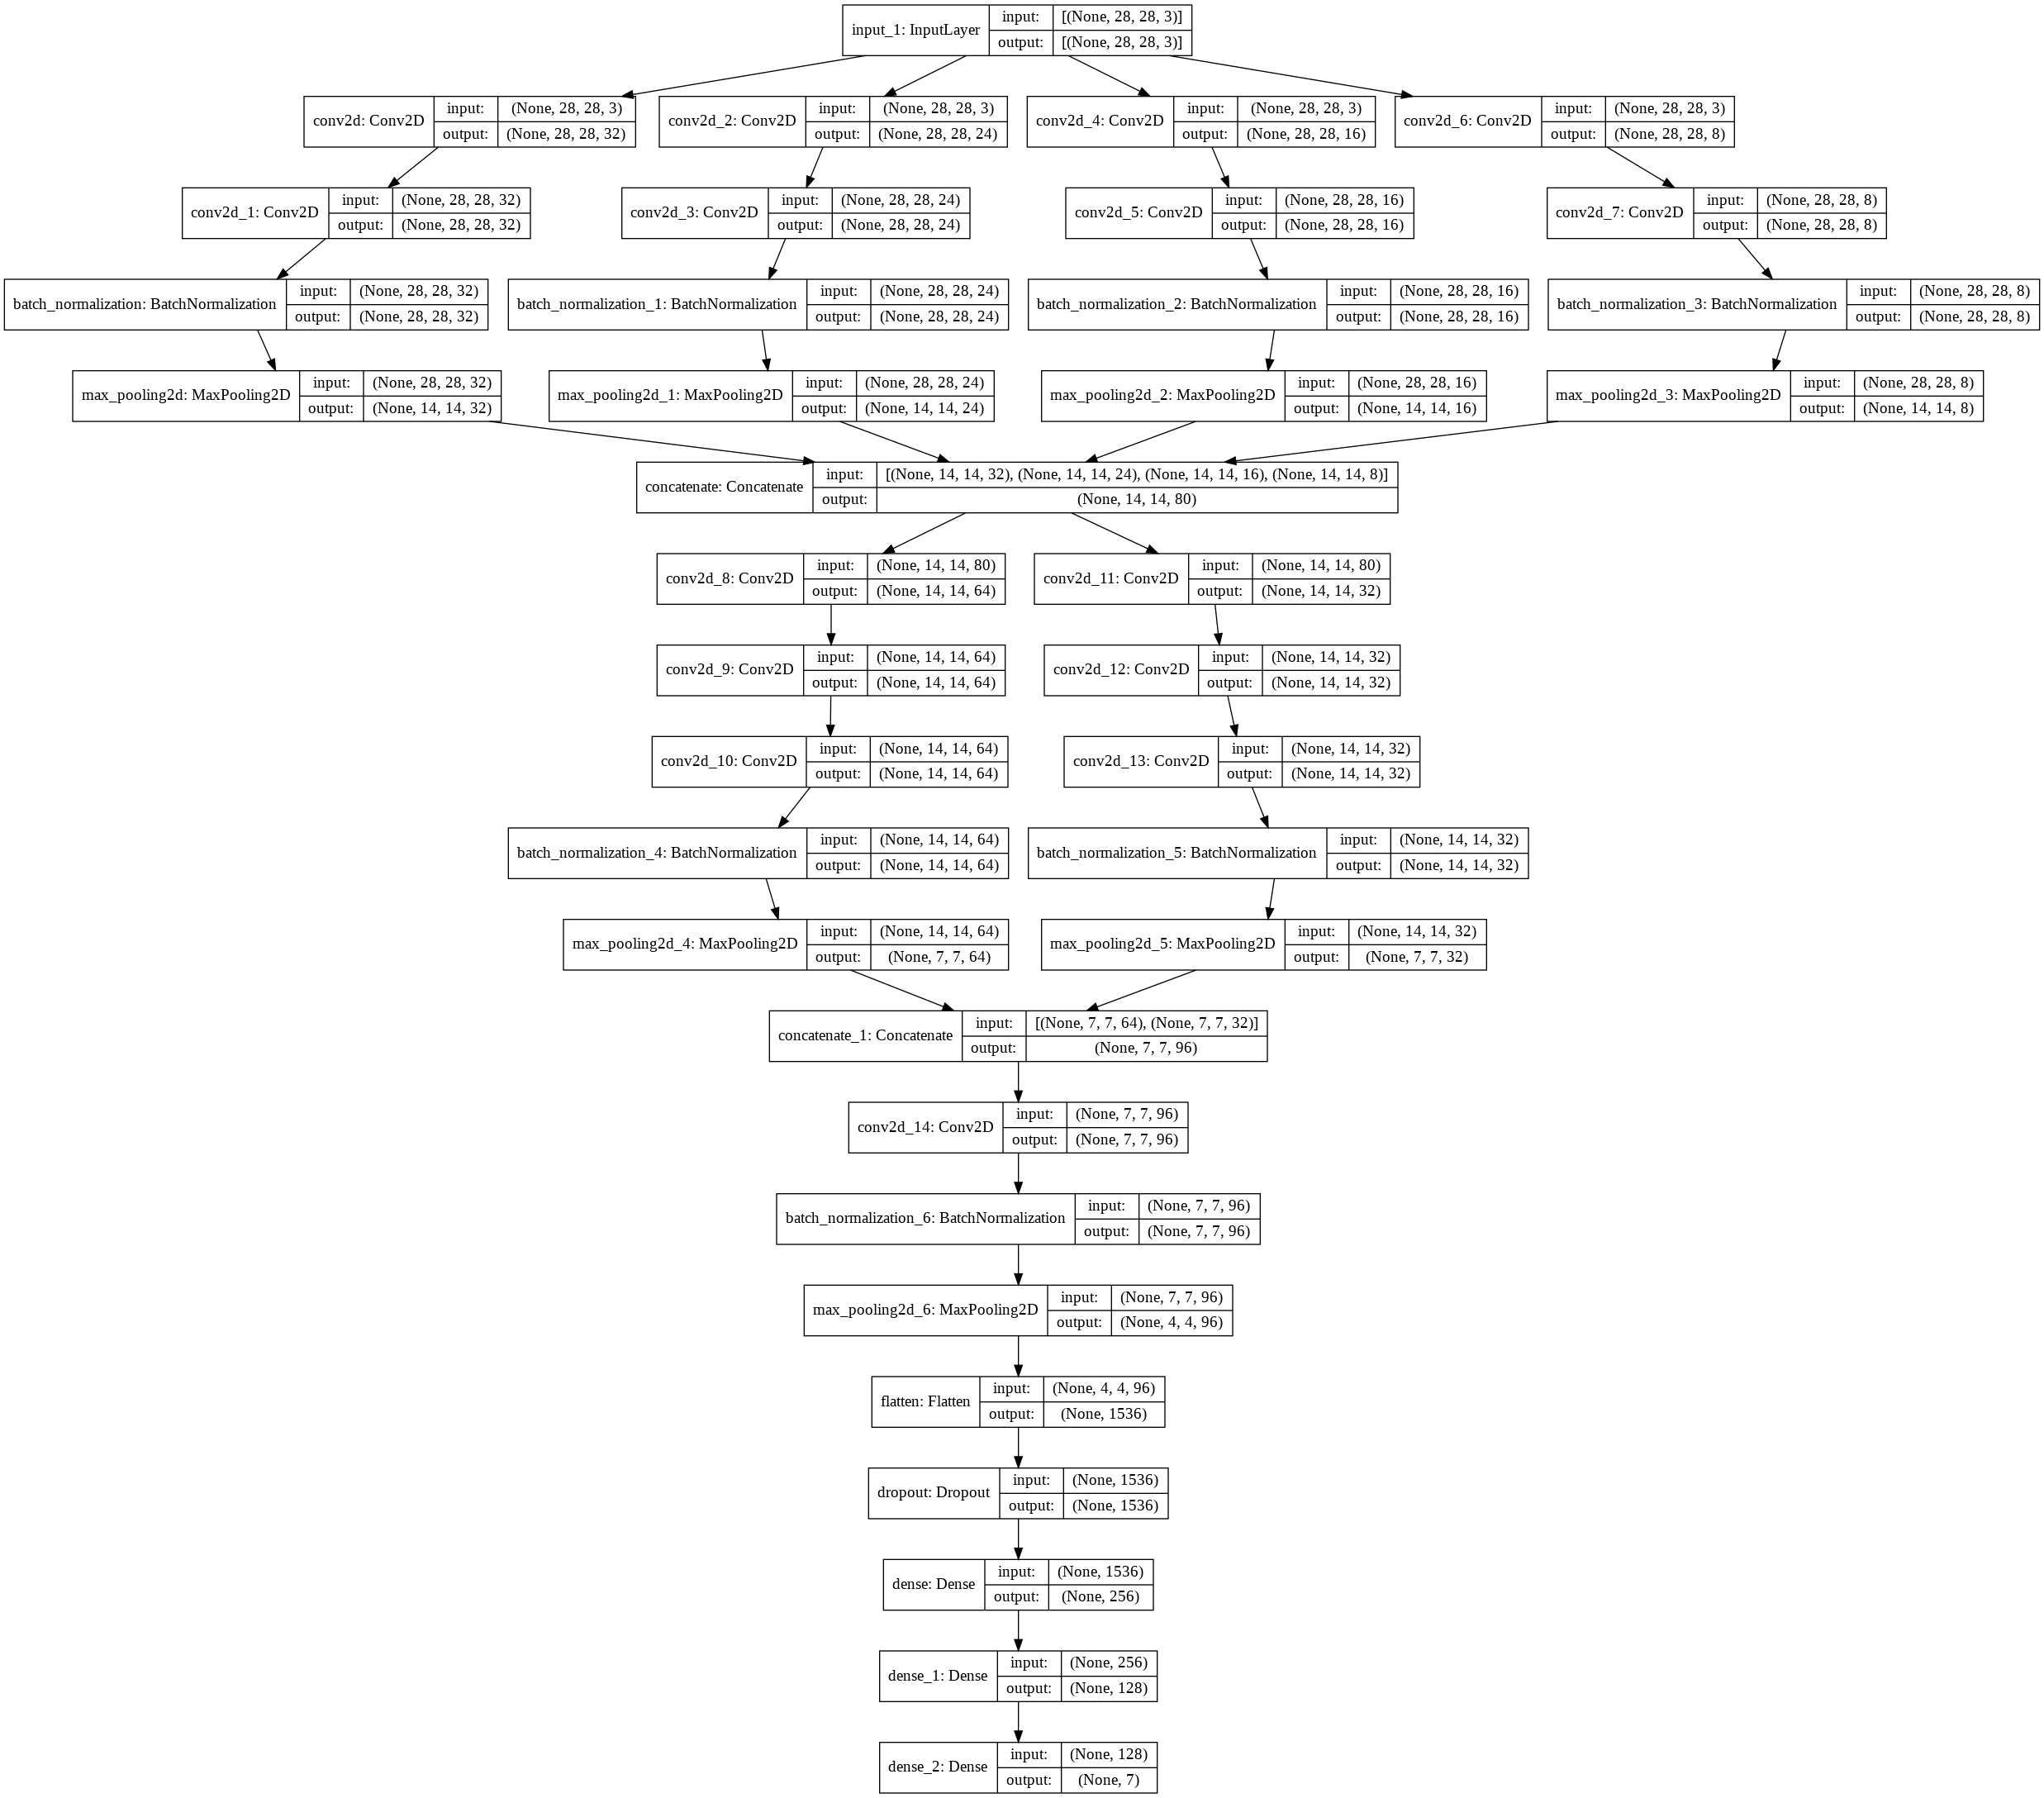 input_1: InputLayer input: [(None, 28, 28, 3)]
output: [(None, 28, 28, 3)]
conv2d: Conv2D input: (None, 28, 28, 3)
output: (None, 28, 28, 32)
conv2d_2: Conv2D input: (None, 28, 28, 3)
output: (None, 28, 28, 24)
conv2d_4: Conv2D input: (None, 28, 28, 3)
output: (None, 28, 28, 16)
conv2d_6: Conv2D input: (None, 28, 28, 3)
output: (None, 28, 28, 8)
conv2d_1: Conv2D input: (None, 28, 28, 32)
output: (None, 28, 28, 32)
conv2d_3: Conv2D input: (None, 28, 28, 24)
output: (None, 28, 28, 24)
conv2d_5: Conv2D input: (None, 28, 28, 16)
output: (None, 28, 28, 16)
conv2d_7: Conv2D input: (None, 28, 28, 8)
output: (None, 28, 28, 8)
batch_normalization: BatchNormalization input: (None, 28, 28, 32)
output: (None, 28, 28, 32)
batch_normalization_1: BatchNormalization input: (None, 28, 28, 24)
output: (None, 28, 28, 24)
batch_normalization_2: BatchNormalization input: (None, 28, 28, 16)
output: (None, 28, 28, 16)
batch_normalization_3: BatchNormalization input: (None, 28, 28, 8)
output: (None, 28, 28, 8)
max_pooling2d: MaxPooling2D input: (None, 28, 28, 32)
output: (None, 14, 14, 32)
max_pooling2d_1: MaxPooling2D input: (None, 28, 28, 24)
output: (None, 14, 14, 24)
max_pooling2d_2: MaxPooling2D input: (None, 28, 28, 16)
output: (None, 14, 14, 16)
max_pooling2d_3: MaxPooling2D input: (None, 28, 28, 8)
output: (None, 14, 14, 8)
concatenate: Concatenate input: [(None, 14, 14, 32), (None, 14, 14, 24), (None, 14, 14, 16), (None, 14, 14, 8)]
output: (None, 14, 14, 80)
conv2d_8: Conv2D input: (None, 14, 14, 80)
output: (None, 14, 14, 64)
conv2d_11: Conv2D input: (None, 14, 14, 80)
output: (None, 14, 14, 32)
conv2d_9: Conv2D input: (None, 14, 14, 64)
output: (None, 14, 14, 64)
conv2d_12: Conv2D input: (None, 14, 14, 32)
output: (None, 14, 14, 32)
conv2d_10: Conv2D input: (None, 14, 14, 64)
output: (None, 14, 14, 64)
conv2d_13: Conv2D input: (None, 14, 14, 32)
output: (None, 14, 14, 32)
batch_normalization_4: BatchNormalization input: (None, 14, 14, 64)
output: (None, 14, 14, 64)
batch_normalization_5: BatchNormalization input: (None, 14, 14, 32)
output: (None, 14, 14, 32)
max_pooling2d_4: MaxPooling2D input: (None, 14, 14, 64)
output: (None, 7, 7, 64)
max_pooling2d_5: MaxPooling2D input: (None, 14, 14, 32)
output: (None, 7, 7, 32)
concatenate_1: Concatenate input: [(None, 7, 7, 64), (None, 7, 7, 32)]
output: (None, 7, 7, 96)
conv2d_14: Conv2D input: (None, 7, 7, 96)
output: (None, 7, 7, 96)
batch_normalization_6: BatchNormalization input: (None, 7, 7, 96)
output: (None, 7, 7, 96)
max_pooling2d_6: MaxPooling2D input: (None, 7, 7, 96)
output: (None, 4, 4, 96)
flatten: Flatten input: (None, 4, 4, 96)
output: (None, 1536)
dropout: Dropout input: (None, 1536)
output: (None, 1536)
dense: Dense input: (None, 1536)
output: (None, 256)
dense_1: Dense input: (None, 256)
output: (None, 128)
dense_2: Dense input: (None, 128)
output: (None, 7)